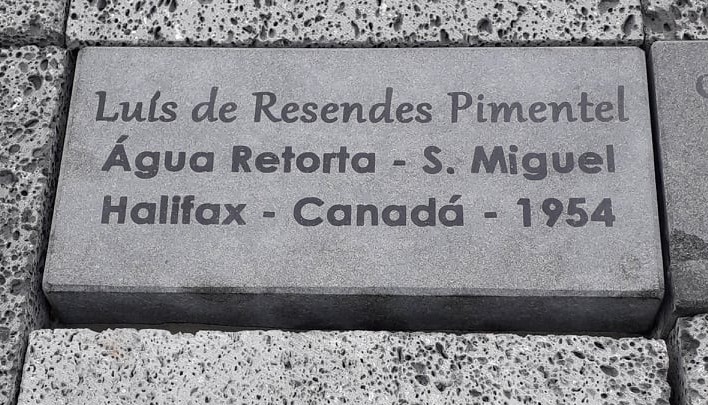 Luís de Resendes Pimentel
Água Retorta - S. Miguel
Halifax - Canadá - 1954